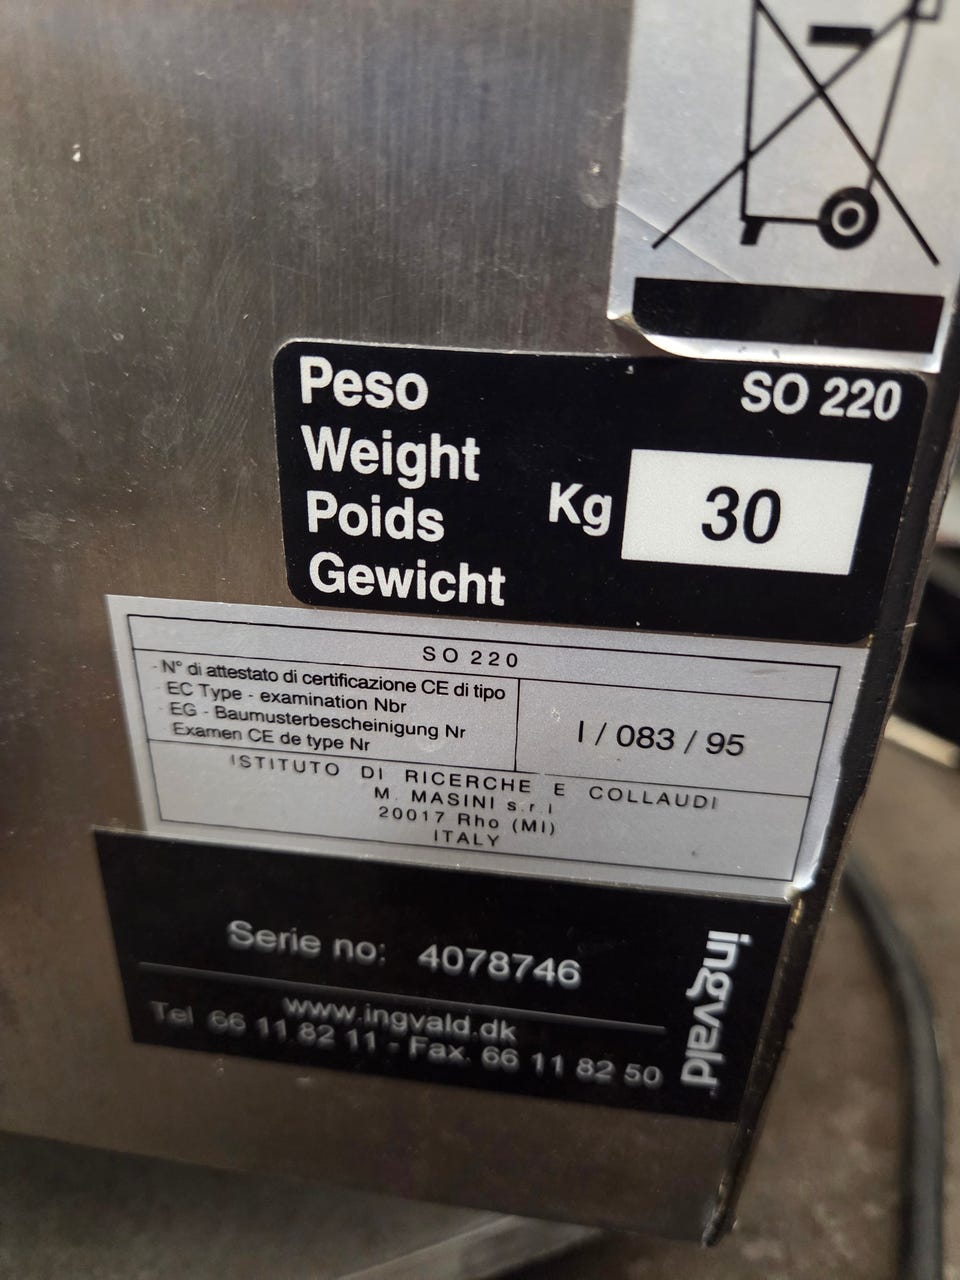 Peso
SO 220
Weight
Poids
Kg 30
Gewicht
SO 220
N° di attestato di certificazione CE di tipo
EC Type - examination Nbr
EG - Baumusterbescheinigung Nr
Examen CE de type Nr
I / 083 / 95
ISTITUTO DI RICERCHE E COLLAUDI
M. MASINI s.r.l
20017 Rho (MI)
ITALY
Serie no: 4078746
www.ingvald.dk
Tel 66 11 82 11 - Fax. 66 11 82 50
ingvald